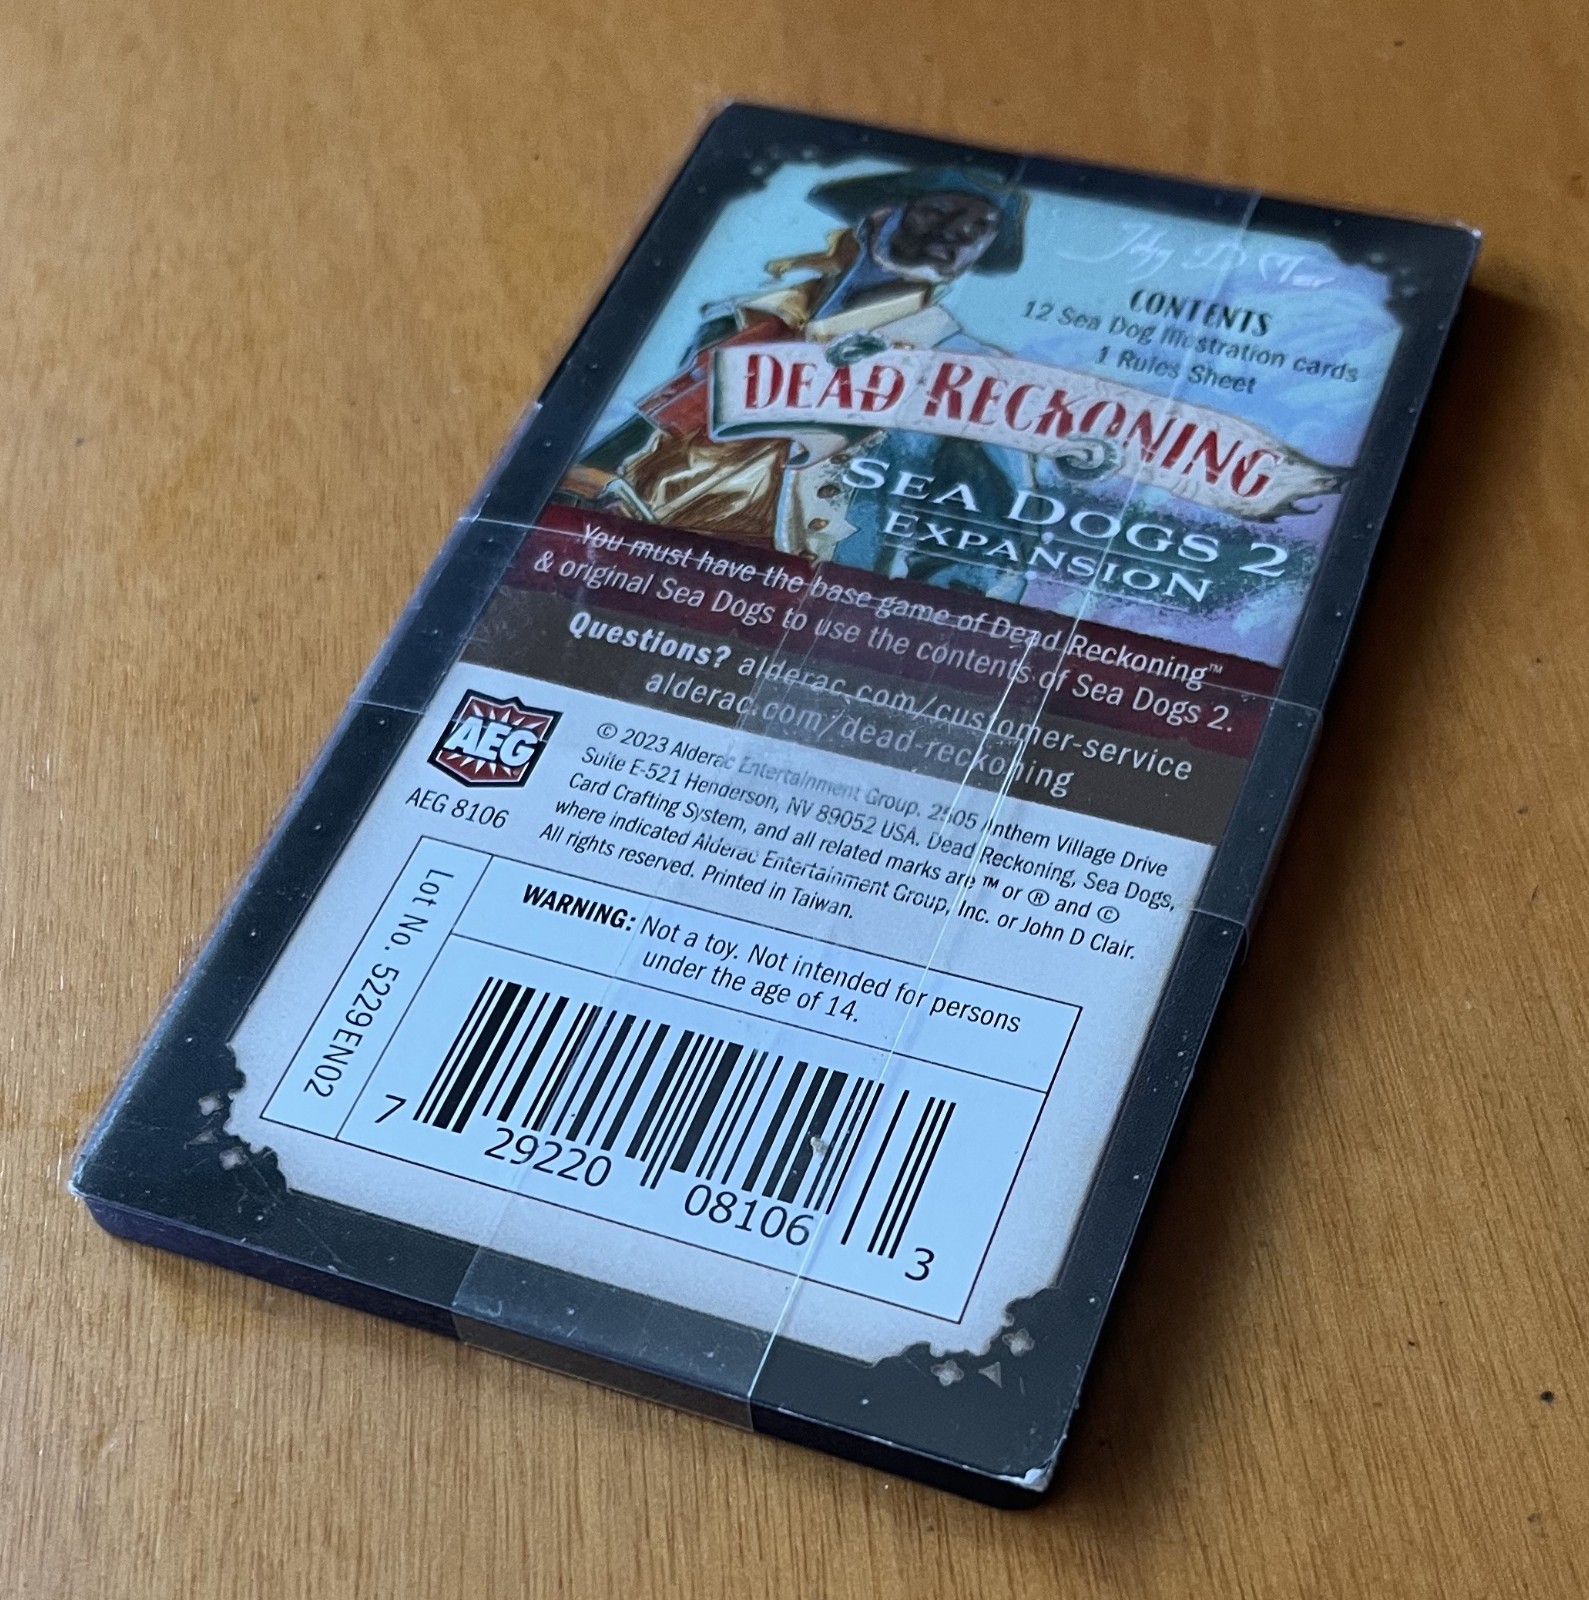 John D Clair
CONTENTS
12 Sea Dog Illustration cards
1 Rules Sheet
DEAD RECKONING
SEA DOGS 2
EXPANSION
You must have the base game of Dead Reckoning™
& original Sea Dogs to use the contents of Sea Dogs 2.
Questions? alderac.com/customer-service
alderac.com/dead-reckoning
AEG
AEG 8106
© 2023 Alderac Entertainment Group. 2505 Anthem Village Drive
Suite E-521 Henderson, NV 89052 USA. Dead Reckoning, Sea Dogs,
Card Crafting System, and all related marks are ™ or ® and ©
where indicated Alderac Entertainment Group, Inc. or John D Clair.
All rights reserved. Printed in Taiwan.
Lot No. 5229EN02
WARNING: Not a toy. Not intended for persons
under the age of 14.
7 29220 08106 3